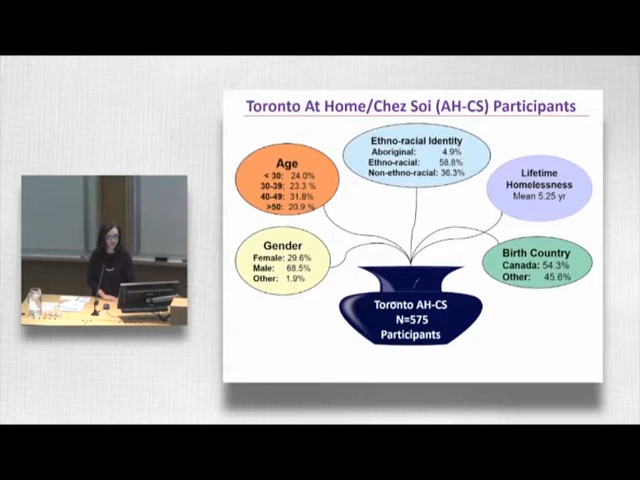 Toronto At Home/Chez Soi (AH-CS) Participants
Ethno-racial Identity
Aboriginal: 4.9%
Ethno-racial: 58.8%
Non-ethno-racial: 36.3%
Age
< 30: 24.0%
30-39: 23.3 %
40-49: 31.8%
>50: 20.9 %
Lifetime
Homelessness
Mean 5.25 yr
Gender
Female: 29.6%
Male: 68.5%
Other: 1.9%
Birth Country
Canada: 54.3%
Other: 45.6%
Toronto AH-CS
N=575
Participants